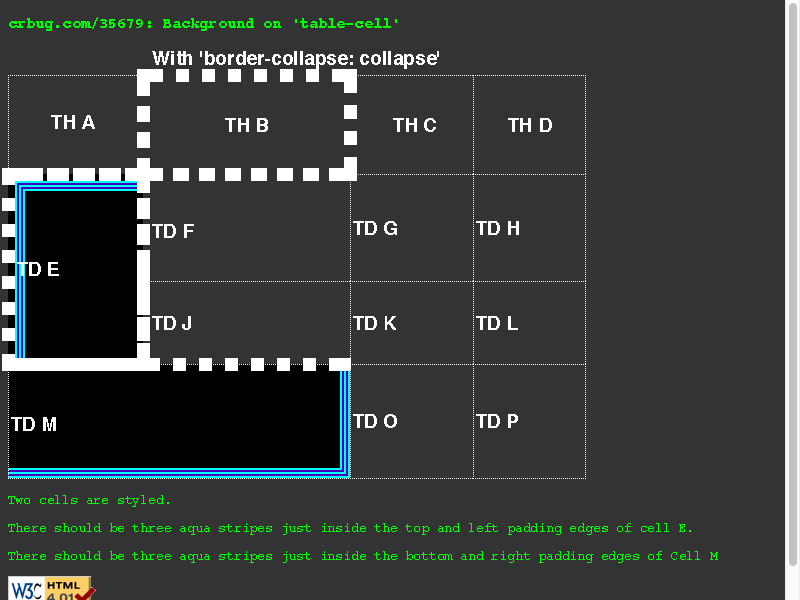 crbug.com/35679: Background on 'table-cell'
With 'border-collapse: collapse'
TH A TH B TH C TH D
TD E TD F TD G TD H
TD J TD K TD L
TD M TD O TD P
Two cells are styled.
There should be three aqua stripes just inside the top and left padding edges of cell E.
There should be three aqua stripes just inside the bottom and right padding edges of Cell M
W3C HTML
4.01